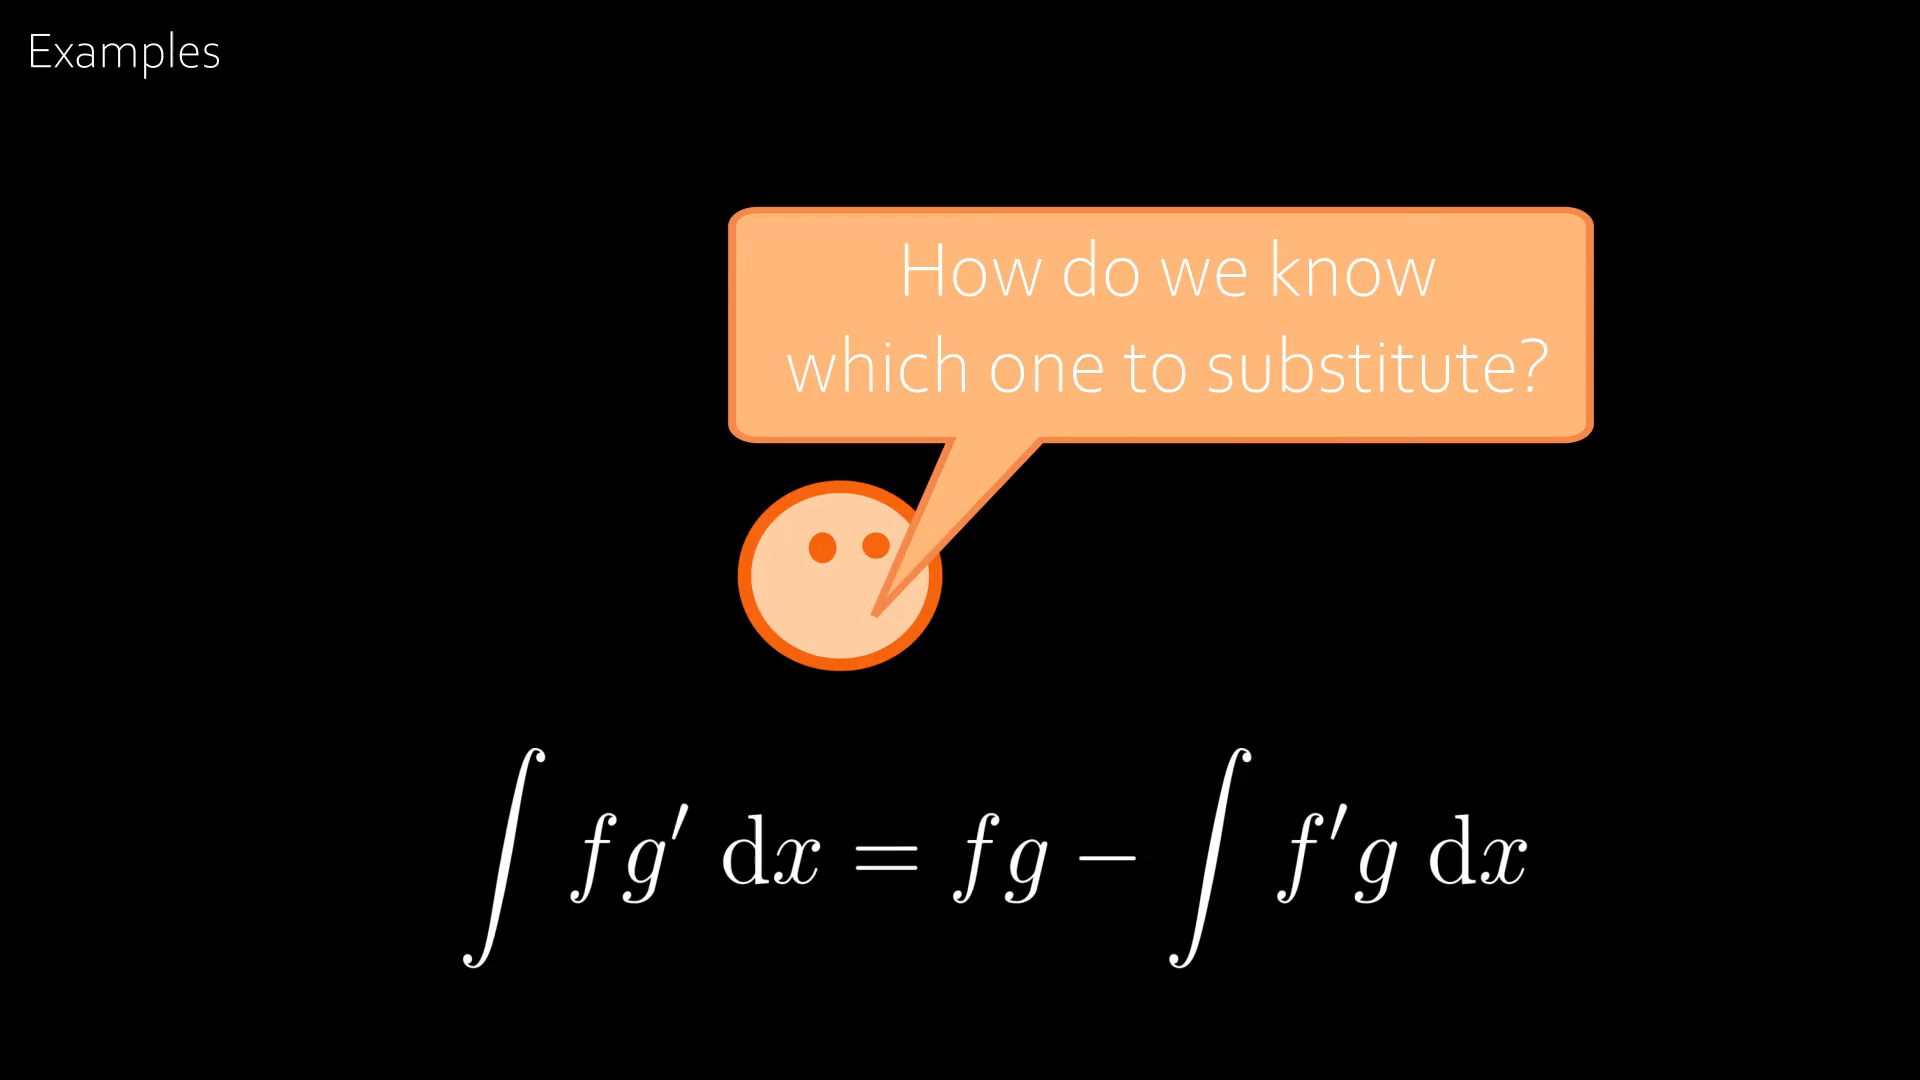 Examples
How do we know
which one to substitute?
∫ fg′ dx = fg − ∫ f′g dx